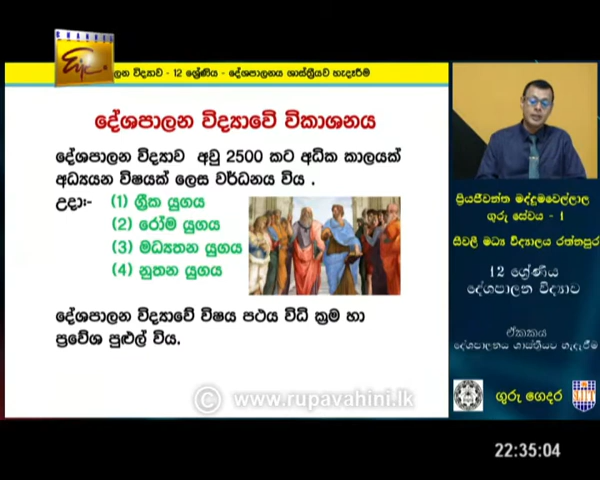 ලන විද්‍යාව - 12 ශ්‍රේණිය - දේශපාලනය ශාස්ත්‍රීයව හැදෑරීම
දේශපාලන විද්‍යාවේ විකාශනය
දේශපාලන විද්‍යාව අවු 2500 කට අධික කාලයක්
අධ්‍යයන විෂයක් ලෙස වර්ධනය විය .
උදා:- (1) ග්‍රීක යුගය
(2) රෝම යුගය
(3) මධ්‍යතන යුගය
(4) නුතන යුගය
දේශපාලන විද්‍යාවේ විෂය පථය විධි ක්‍රම හා
ප්‍රවේශ පුළුල් විය.
© www.rupavahini.lk
ප්‍රියජීවන්ත මද්දුමවෙල්ලාල
ගුරු සේවය - 1
සීවලී මධ්‍ය විද්‍යාලය රත්නපුර
12 ශ්‍රේණිය
දේශපාලන විද්‍යාව
ඒකකය
දේශපාලනය ශාස්ත්‍රීයව හැදෑරීම
ගුරු ගෙදර
22:35:04